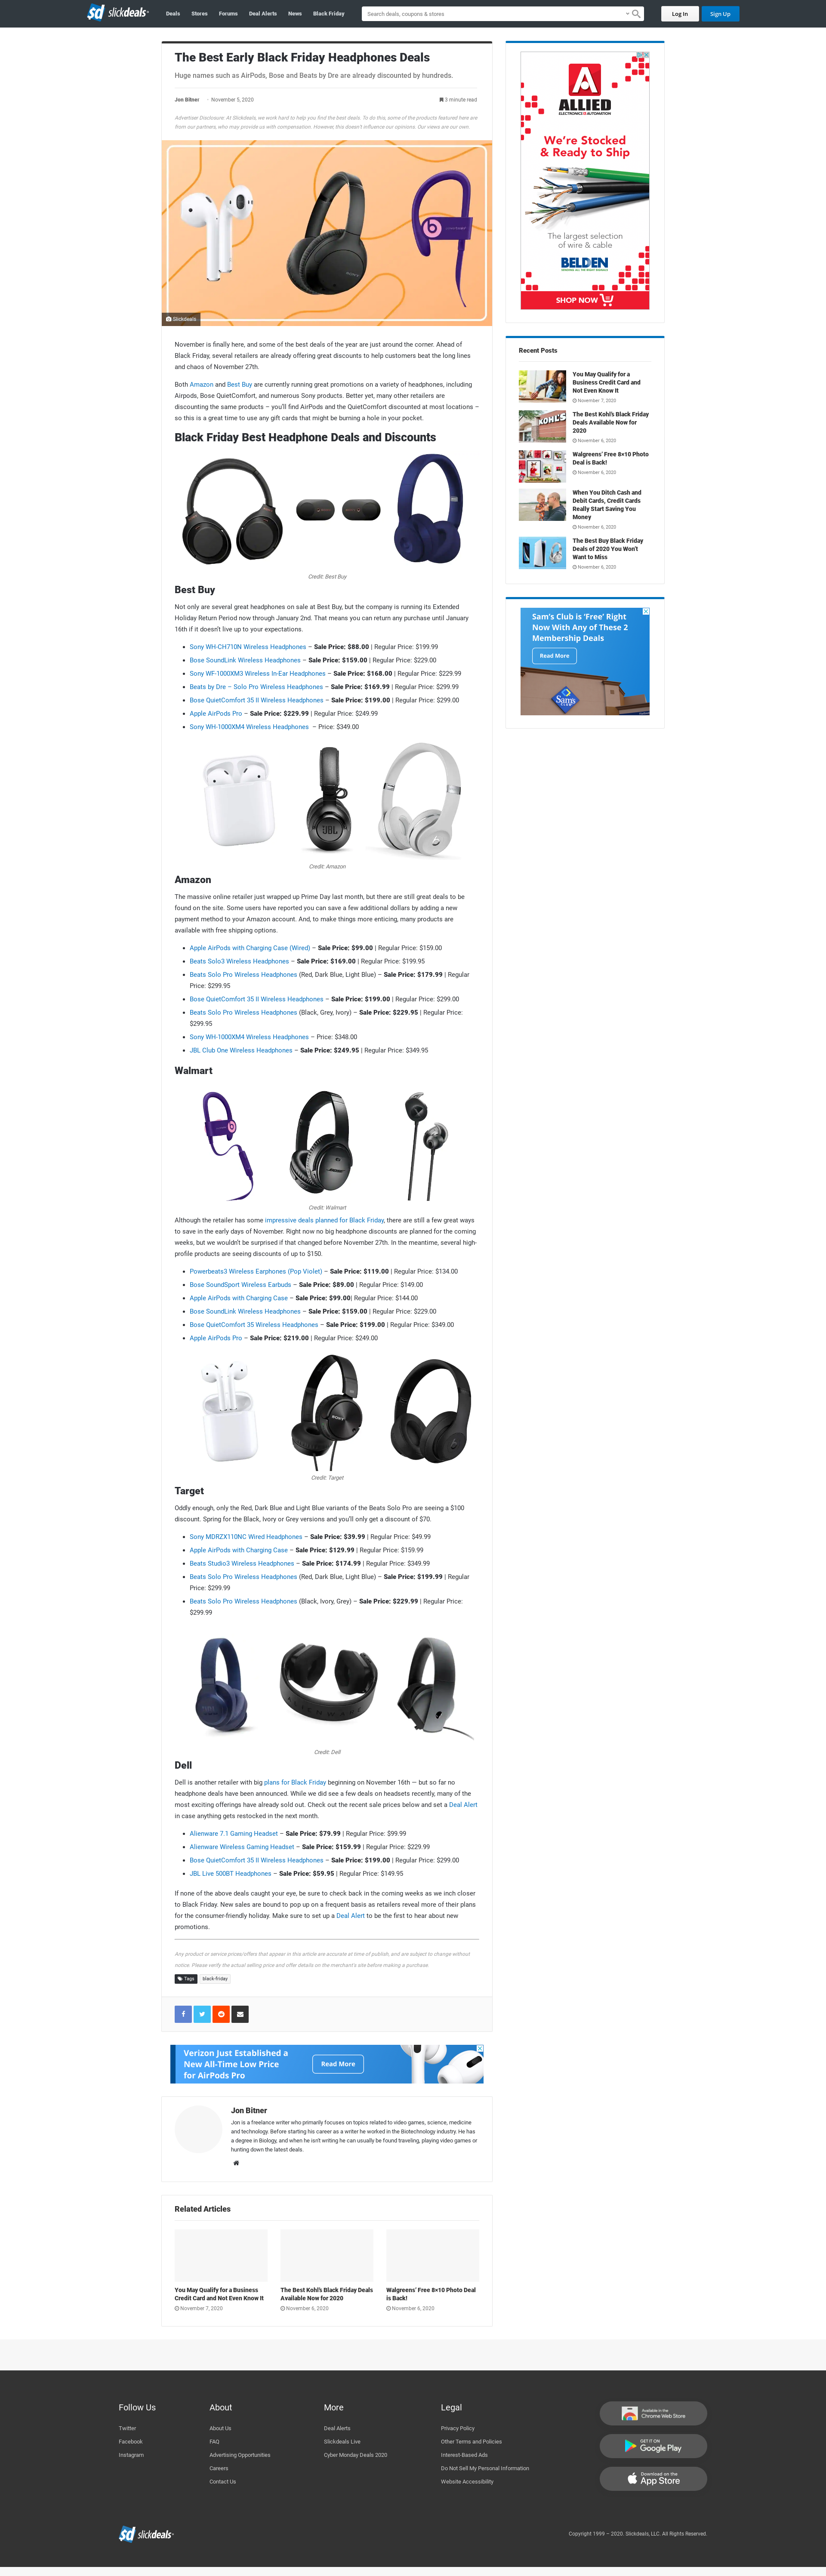 sd slickdeals
Deals Stores Forums Deal Alerts News Black Friday
Search deals, coupons & stores
Log In
Sign Up
The Best Early Black Friday Headphones Deals
Huge names such as AirPods, Bose and Beats by Dre are already discounted by hundreds.
Jon Bitner - November 5, 2020
3 minute read
Advertiser Disclosure: At Slickdeals, we work hard to help you find the best deals. To do this, some of the products featured here are
from our partners, who may provide us with compensation. However, this doesn't influence our opinions. Our views are our own.
SONY
beats
Slickdeals
November is finally here, and some of the best deals of the year are just around the corner. Ahead of
Black Friday, several retailers are already offering great discounts to help customers beat the long lines
and chaos of November 27th.
Both Amazon and Best Buy are currently running great promotions on a variety of headphones, including
Airpods, Bose QuietComfort, and numerous Sony products. Better yet, many other retailers are
discounting the same products – you'll find AirPods and the QuietComfort discounted at most locations –
so this is a great time to use any gift cards that might be burning a hole in your pocket.
Black Friday Best Headphone Deals and Discounts
Credit: Best Buy
Best Buy
Not only are several great headphones on sale at Best Buy, but the company is running its Extended
Holiday Return Period now through January 2nd. That means you can return any purchase until January
16th if it doesn't live up to your expectations.
Sony WH-CH710N Wireless Headphones – Sale Price: $88.00 | Regular Price: $199.99
Bose SoundLink Wireless Headphones – Sale Price: $159.00 | Regular Price: $229.00
Sony WF-1000XM3 Wireless In-Ear Headphones – Sale Price: $168.00 | Regular Price: $229.99
Beats by Dre – Solo Pro Wireless Headphones – Sale Price: $169.99 | Regular Price: $299.99
Bose QuietComfort 35 II Wireless Headphones – Sale Price: $199.00 | Regular Price: $299.00
Apple AirPods Pro – Sale Price: $229.99 | Regular Price: $249.99
Sony WH-1000XM4 Wireless Headphones – Price: $349.00
JBL
Credit: Amazon
Amazon
The massive online retailer just wrapped up Prime Day last month, but there are still great deals to be
found on the site. Some users have reported you can save a few additional dollars by adding a new
payment method to your Amazon account. And, to make things more enticing, many products are
available with free shipping options.
Apple AirPods with Charging Case (Wired) – Sale Price: $99.00 | Regular Price: $159.00
Beats Solo3 Wireless Headphones – Sale Price: $169.00 | Regular Price: $199.95
Beats Solo Pro Wireless Headphones (Red, Dark Blue, Light Blue) – Sale Price: $179.99 | Regular
Price: $299.95
Bose QuietComfort 35 II Wireless Headphones – Sale Price: $199.00 | Regular Price: $299.00
Beats Solo Pro Wireless Headphones (Black, Grey, Ivory) – Sale Price: $229.95 | Regular Price:
$299.95
Sony WH-1000XM4 Wireless Headphones – Price: $348.00
JBL Club One Wireless Headphones – Sale Price: $249.95 | Regular Price: $349.95
Walmart
BOSE
Credit: Walmart
Although the retailer has some impressive deals planned for Black Friday, there are still a few great ways
to save in the early days of November. Right now no big headphone discounts are planned for the coming
weeks, but we wouldn't be surprised if that changed before November 27th. In the meantime, several high-
profile products are seeing discounts of up to $150.
Powerbeats3 Wireless Earphones (Pop Violet) – Sale Price: $119.00 | Regular Price: $134.00
Bose SoundSport Wireless Earbuds – Sale Price: $89.00 | Regular Price: $149.00
Apple AirPods with Charging Case – Sale Price: $99.00| Regular Price: $144.00
Bose SoundLink Wireless Headphones – Sale Price: $159.00 | Regular Price: $229.00
Bose QuietComfort 35 Wireless Headphones – Sale Price: $199.00 | Regular Price: $349.00
Apple AirPods Pro – Sale Price: $219.00 | Regular Price: $249.00
SONY
Credit: Target
Target
Oddly enough, only the Red, Dark Blue and Light Blue variants of the Beats Solo Pro are seeing a $100
discount. Spring for the Black, Ivory or Grey versions and you'll only get a discount of $70.
Sony MDRZX110NC Wired Headphones – Sale Price: $39.99 | Regular Price: $49.99
Apple AirPods with Charging Case – Sale Price: $129.99 | Regular Price: $159.99
Beats Studio3 Wireless Headphones – Sale Price: $174.99 | Regular Price: $349.99
Beats Solo Pro Wireless Headphones (Red, Dark Blue, Light Blue) – Sale Price: $199.99 | Regular
Price: $299.99
Beats Solo Pro Wireless Headphones (Black, Ivory, Grey) – Sale Price: $229.99 | Regular Price:
$299.99
Credit: Dell
Dell
Dell is another retailer with big plans for Black Friday beginning on November 16th — but so far no
headphone deals have been announced. While we did see a few deals on headsets recently, many of the
most exciting offerings have already sold out. Check out the recent sale prices below and set a Deal Alert
in case anything gets restocked in the next month.
Alienware 7.1 Gaming Headset – Sale Price: $79.99 | Regular Price: $99.99
Alienware Wireless Gaming Headset – Sale Price: $159.99 | Regular Price: $229.99
Bose QuietComfort 35 II Wireless Headphones – Sale Price: $199.00 | Regular Price: $299.00
JBL Live 500BT Headphones – Sale Price: $59.95 | Regular Price: $149.95
If none of the above deals caught your eye, be sure to check back in the coming weeks as we inch closer
to Black Friday. New sales are bound to pop up on a frequent basis as retailers reveal more of their plans
for the consumer-friendly holiday. Make sure to set up a Deal Alert to be the first to hear about new
promotions.
Any product or service prices/offers that appear in this article are accurate at time of publish, and are subject to change without
notice. Please verify the actual selling price and offer details on the merchant's site before making a purchase.
Tags black-friday
Verizon Just Established a
New All-Time Low Price
for AirPods Pro
Read More
Jon Bitner
Jon is a freelance writer who primarily focuses on topics related to video games, science, medicine
and technology. Before starting his career as a writer he worked in the Biotechnology industry. He has
a degree in Biology, and when he isn't writing he can usually be found traveling, playing video games or
hunting down the latest deals.
Related Articles
You May Qualify for a Business
Credit Card and Not Even Know It
November 7, 2020
The Best Kohl's Black Friday Deals
Available Now for 2020
November 6, 2020
Walgreens' Free 8×10 Photo Deal
is Back!
November 6, 2020
ALLIED
ELECTRONICS & AUTOMATION
We're Stocked
& Ready to Ship
The largest selection
of wire & cable
BELDEN
SHOP NOW
Recent Posts
You May Qualify for a
Business Credit Card and
Not Even Know It
November 7, 2020
KOHL'S
The Best Kohl's Black Friday
Deals Available Now for
2020
November 6, 2020
Walgreens' Free 8×10 Photo
Deal is Back!
November 6, 2020
When You Ditch Cash and
Debit Cards, Credit Cards
Really Start Saving You
Money
November 6, 2020
The Best Buy Black Friday
Deals of 2020 You Won't
Want to Miss
November 6, 2020
Sam's Club is 'Free' Right
Now With Any of These 2
Membership Deals
Read More
Sam's
Follow Us
Twitter
Facebook
Instagram
About
About Us
FAQ
Advertising Opportunities
Careers
Contact Us
More
Deal Alerts
Slickdeals Live
Cyber Monday Deals 2020
Legal
Privacy Policy
Other Terms and Policies
Interest-Based Ads
Do Not Sell My Personal Information
Website Accessibility
Available in the
Chrome Web Store
GET IT ON
Google Play
Download on the
App Store
sd slickdeals
Copyright 1999 – 2020. Slickdeals, LLC. All Rights Reserved.